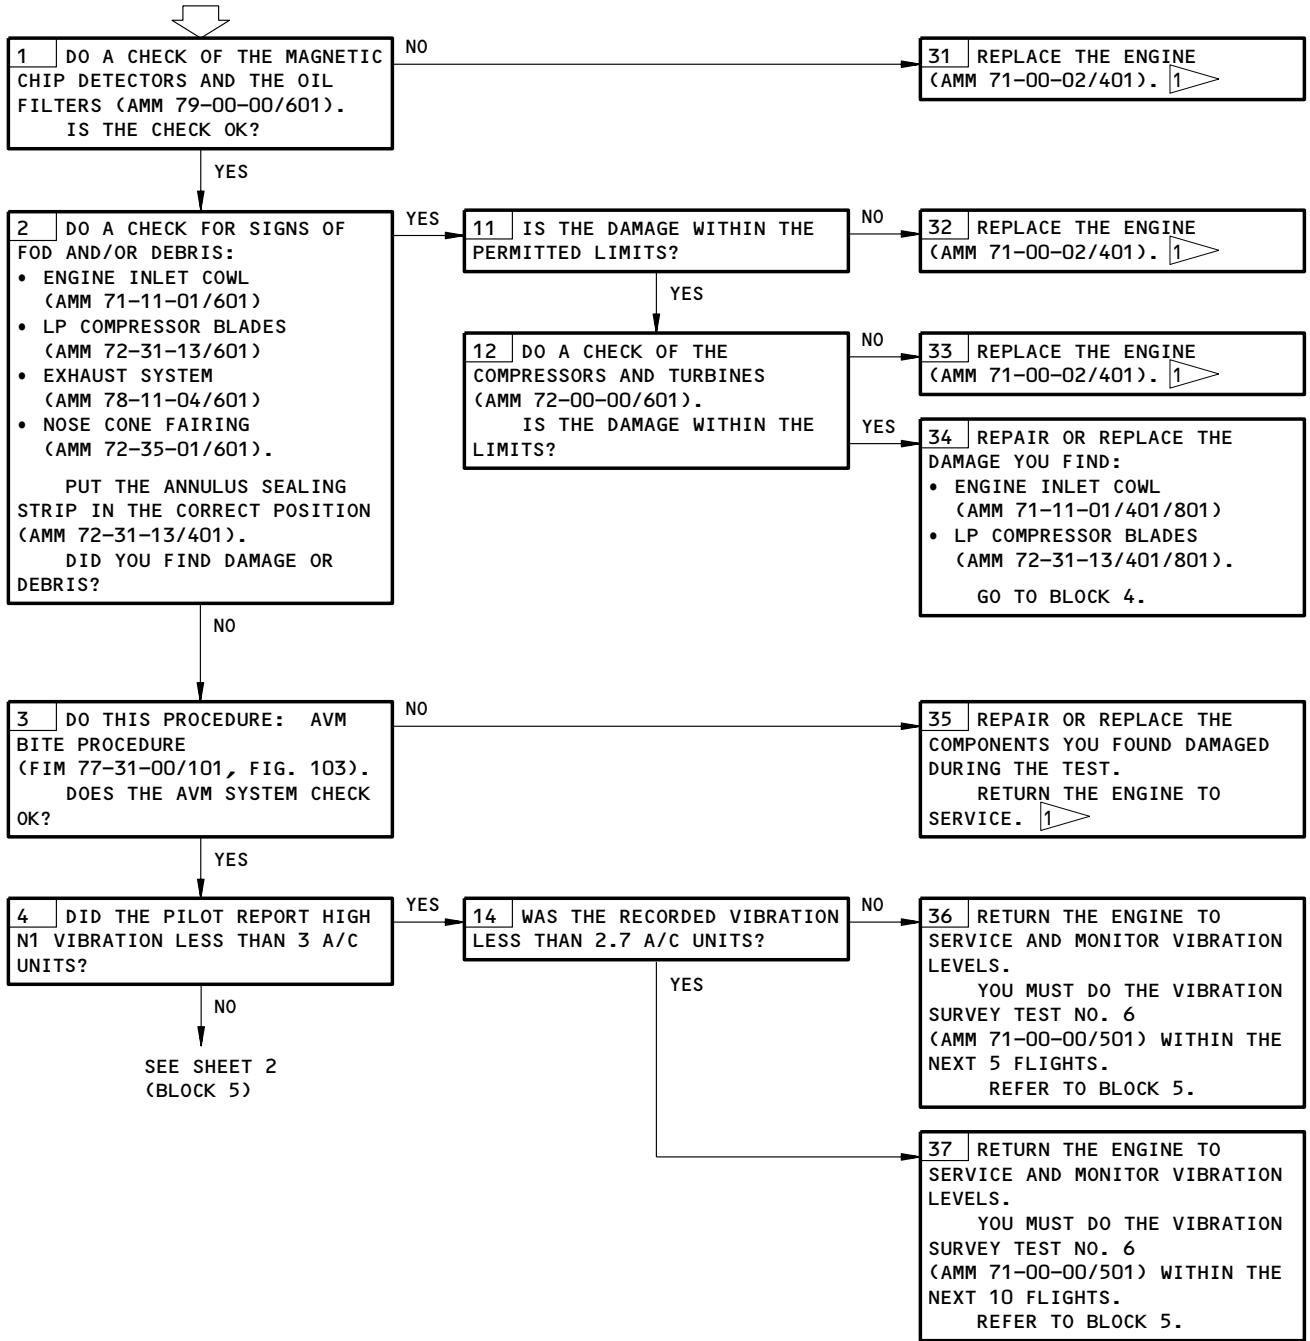 1 DO A CHECK OF THE MAGNETIC
CHIP DETECTORS AND THE OIL
FILTERS (AMM 79-00-00/601).
IS THE CHECK OK?
NO
31 REPLACE THE ENGINE
(AMM 71-00-02/401). 1
YES
2 DO A CHECK FOR SIGNS OF
FOD AND/OR DEBRIS:
• ENGINE INLET COWL
(AMM 71-11-01/601)
• LP COMPRESSOR BLADES
(AMM 72-31-13/601)
• EXHAUST SYSTEM
(AMM 78-11-04/601)
• NOSE CONE FAIRING
(AMM 72-35-01/601).
PUT THE ANNULUS SEALING
STRIP IN THE CORRECT POSITION
(AMM 72-31-13/401).
DID YOU FIND DAMAGE OR
DEBRIS?
YES
11 IS THE DAMAGE WITHIN THE
PERMITTED LIMITS?
NO
32 REPLACE THE ENGINE
(AMM 71-00-02/401). 1
YES
12 DO A CHECK OF THE
COMPRESSORS AND TURBINES
(AMM 72-00-00/601).
IS THE DAMAGE WITHIN THE
LIMITS?
NO
33 REPLACE THE ENGINE
(AMM 71-00-02/401). 1
YES
34 REPAIR OR REPLACE THE
DAMAGE YOU FIND:
• ENGINE INLET COWL
(AMM 71-11-01/401/801)
• LP COMPRESSOR BLADES
(AMM 72-31-13/401/801).
GO TO BLOCK 4.
NO
3 DO THIS PROCEDURE: AVM
BITE PROCEDURE
(FIM 77-31-00/101, FIG. 103).
DOES THE AVM SYSTEM CHECK
OK?
NO
35 REPAIR OR REPLACE THE
COMPONENTS YOU FOUND DAMAGED
DURING THE TEST.
RETURN THE ENGINE TO
SERVICE. 1
YES
4 DID THE PILOT REPORT HIGH
N1 VIBRATION LESS THAN 3 A/C
UNITS?
YES
14 WAS THE RECORDED VIBRATION
LESS THAN 2.7 A/C UNITS?
NO
36 RETURN THE ENGINE TO
SERVICE AND MONITOR VIBRATION
LEVELS.
YOU MUST DO THE VIBRATION
SURVEY TEST NO. 6
(AMM 71-00-00/501) WITHIN THE
NEXT 5 FLIGHTS.
REFER TO BLOCK 5.
YES
NO
SEE SHEET 2
(BLOCK 5)
37 RETURN THE ENGINE TO
SERVICE AND MONITOR VIBRATION
LEVELS.
YOU MUST DO THE VIBRATION
SURVEY TEST NO. 6
(AMM 71-00-00/501) WITHIN THE
NEXT 10 FLIGHTS.
REFER TO BLOCK 5.